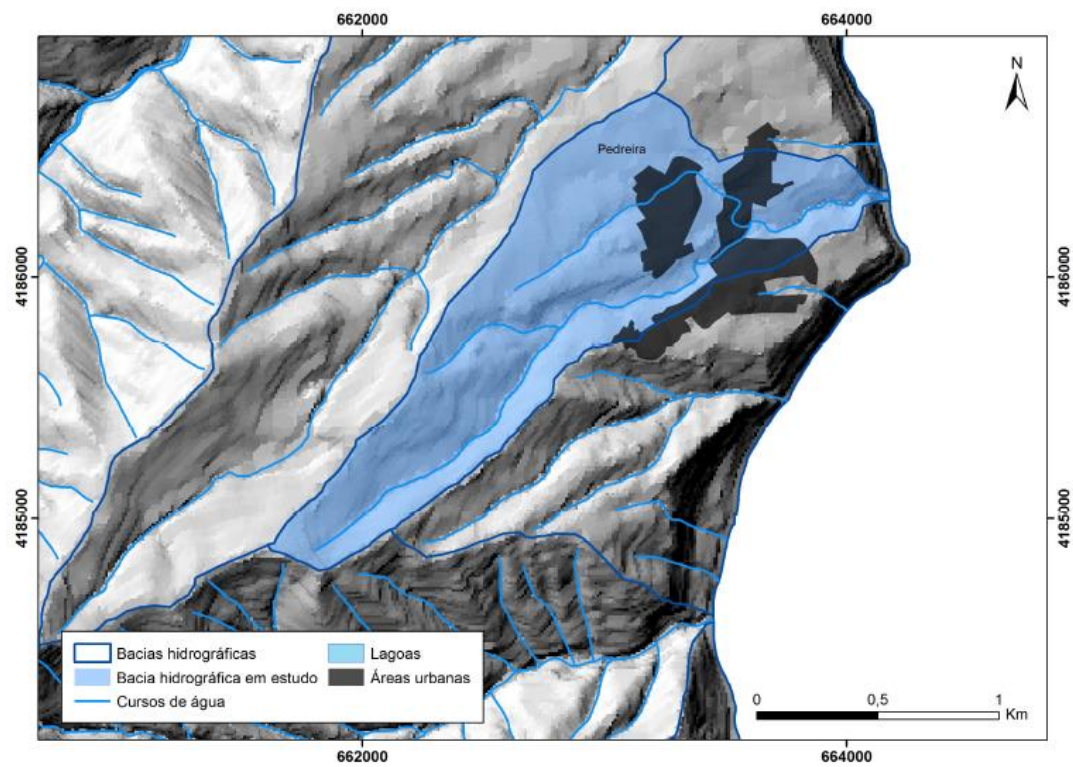 662000
664000
N
Pedreira
4186000
4186000
4185000
4185000
Bacias hidrográficas
Lagoas
Bacia hidrográfica em estudo
Áreas urbanas
Cursos de água
0
0,5
1
Km
662000
664000